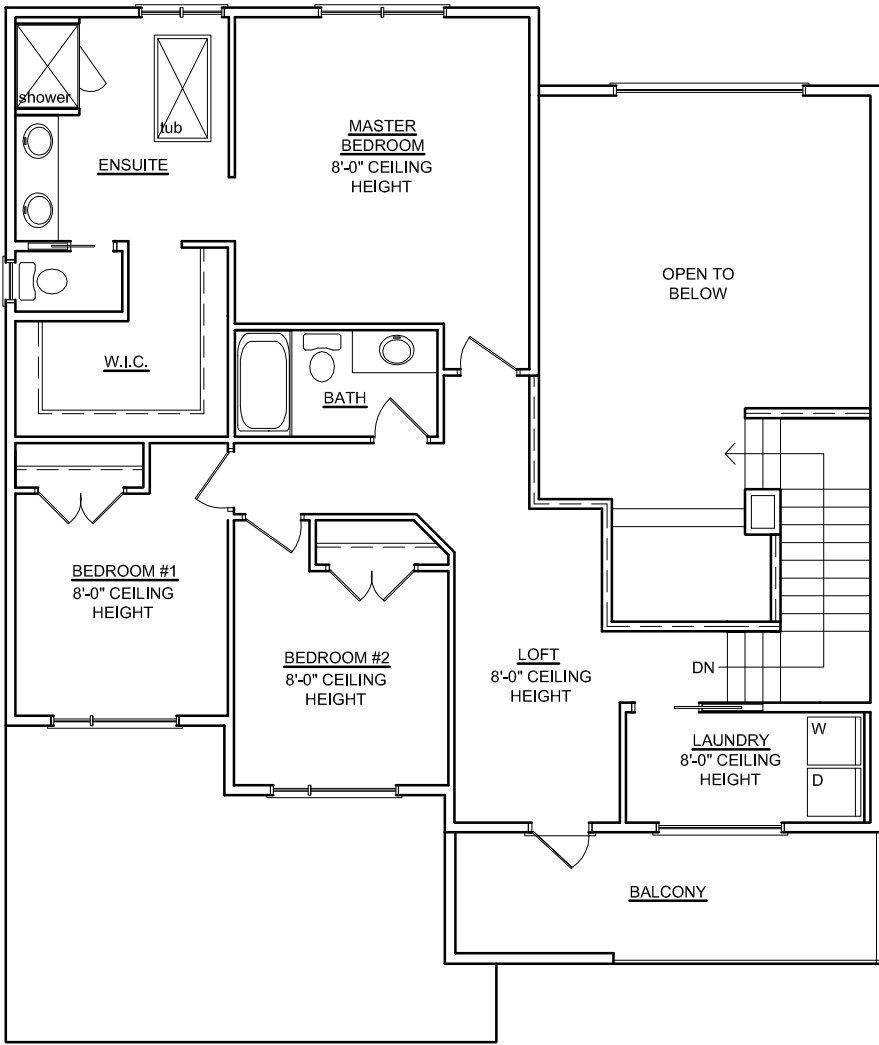 shower
tub
ENSUITE
MASTER
BEDROOM
8'-0" CEILING
HEIGHT
OPEN TO
BELOW
W.I.C.
BATH
BEDROOM #1
8'-0" CEILING
HEIGHT
BEDROOM #2
8'-0" CEILING
HEIGHT
LOFT
8'-0" CEILING
HEIGHT
DN
LAUNDRY
8'-0" CEILING
HEIGHT
W
D
BALCONY